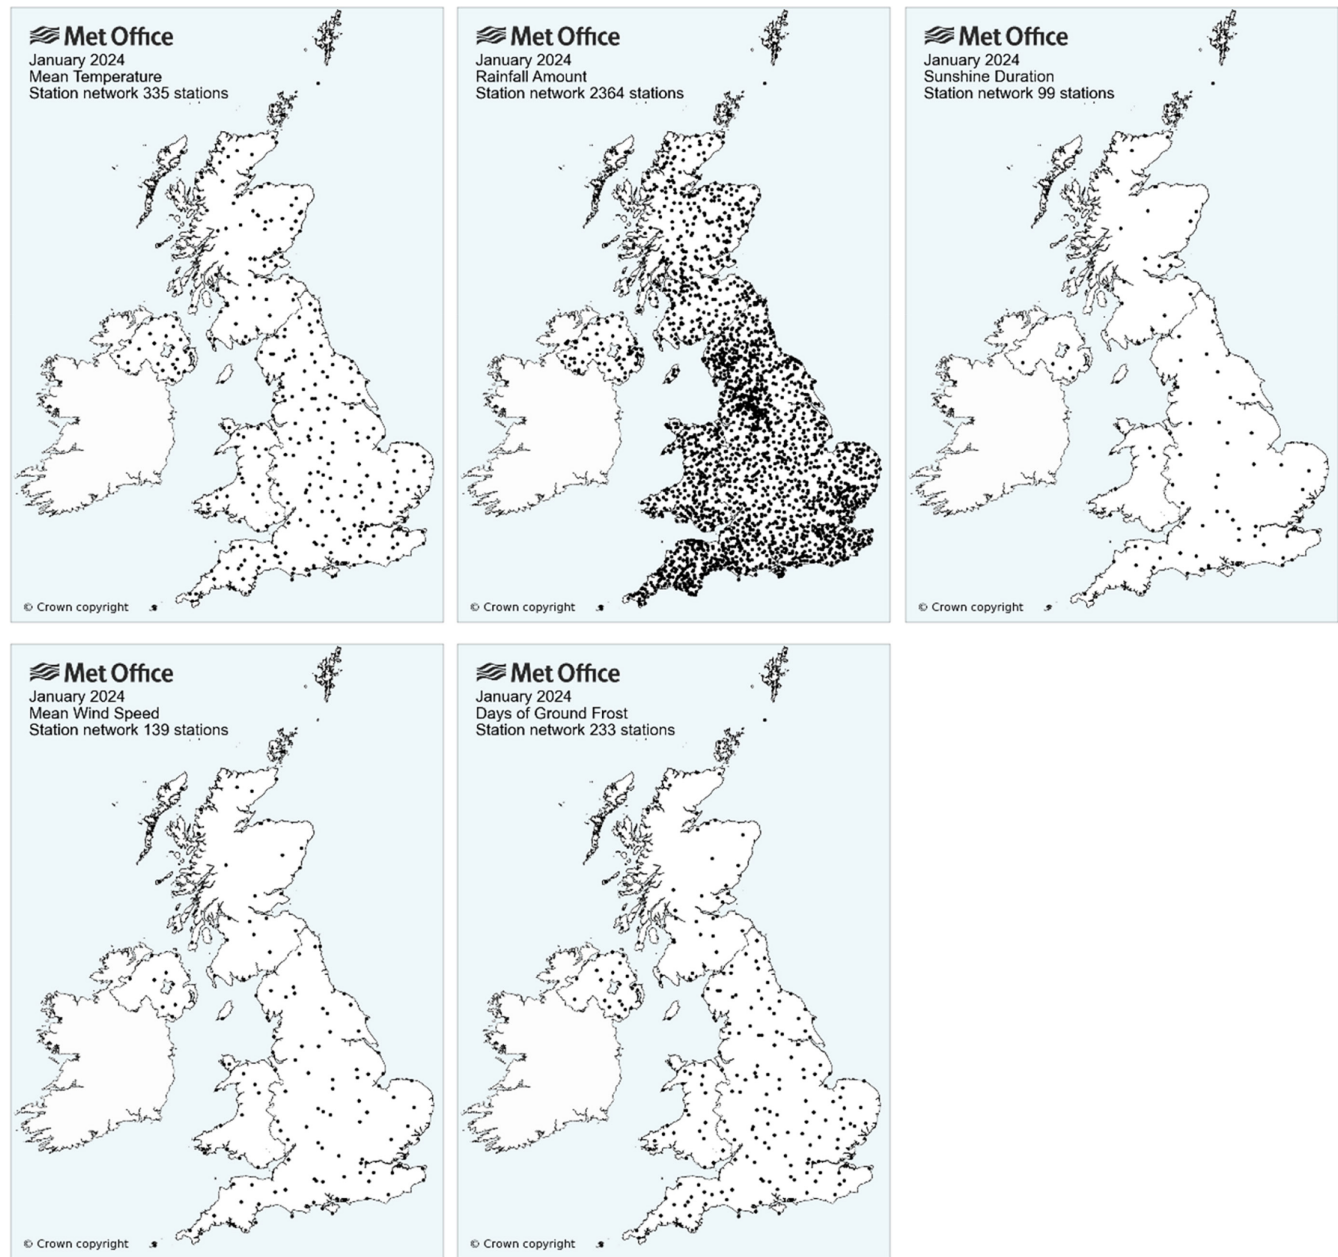 Met Office
January 2024
Mean Temperature
Station network 335 stations
© Crown copyright
Met Office
January 2024
Rainfall Amount
Station network 2364 stations
© Crown copyright
Met Office
January 2024
Sunshine Duration
Station network 99 stations
© Crown copyright
Met Office
January 2024
Mean Wind Speed
Station network 139 stations
© Crown copyright
Met Office
January 2024
Days of Ground Frost
Station network 233 stations
© Crown copyright